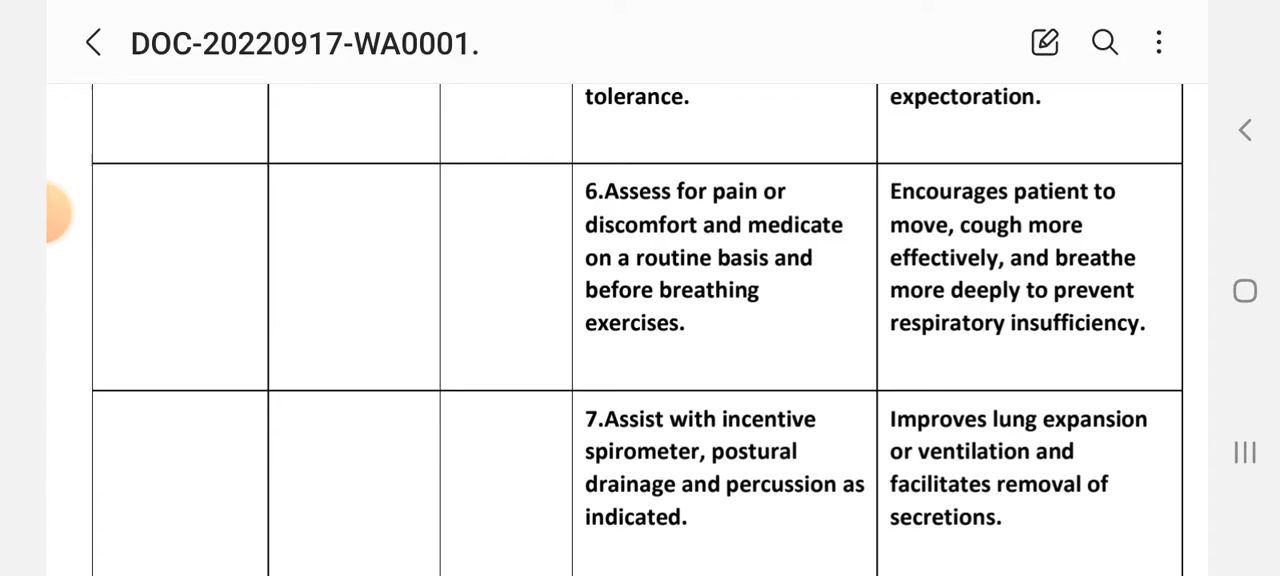 DOC-20220917-WA0001.
tolerance.
expectoration.
6.Assess for pain or
discomfort and medicate
on a routine basis and
before breathing
exercises.
Encourages patient to
move, cough more
effectively, and breathe
more deeply to prevent
respiratory insufficiency.
7.Assist with incentive
spirometer, postural
drainage and percussion as
indicated.
Improves lung expansion
or ventilation and
facilitates removal of
secretions.